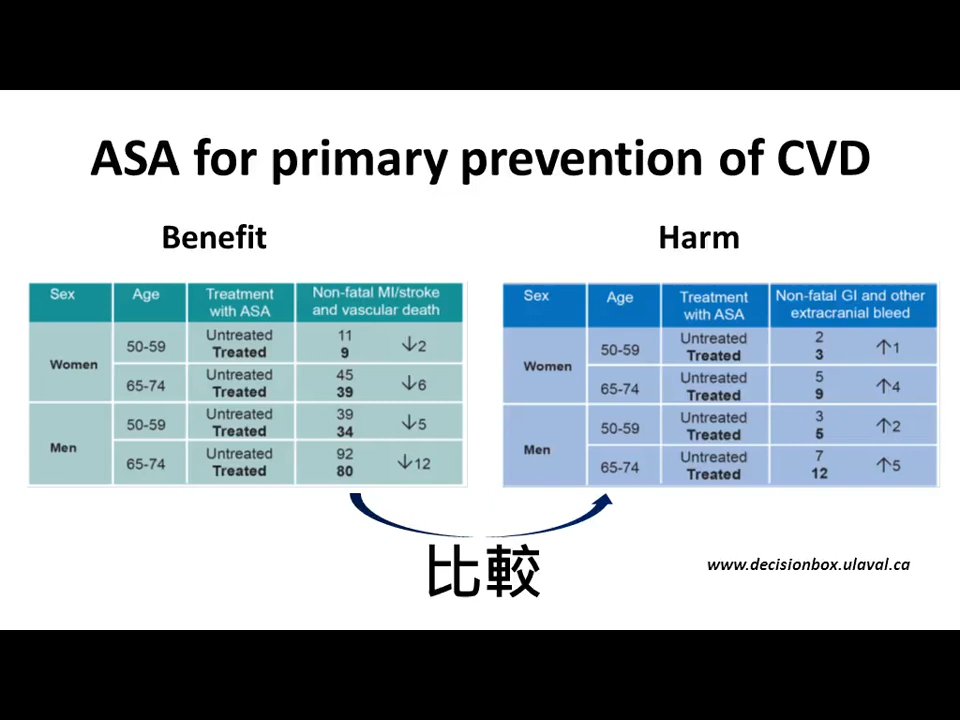 ASA for primary prevention of CVD
Benefit
Sex Age Treatment with ASA Non-fatal MI/stroke and vascular death
Women 50-59 Untreated 11
Treated 9 ↓2
65-74 Untreated 45
Treated 39 ↓6
Men 50-59 Untreated 39
Treated 34 ↓5
65-74 Untreated 92
Treated 80 ↓12
Harm
Sex Age Treatment with ASA Non-fatal GI and other extracranial bleed
Women 50-59 Untreated 2
Treated 3 ↑1
65-74 Untreated 5
Treated 9 ↑4
Men 50-59 Untreated 3
Treated 5 ↑2
65-74 Untreated 7
Treated 12 ↑5
比較
www.decisionbox.ulaval.ca